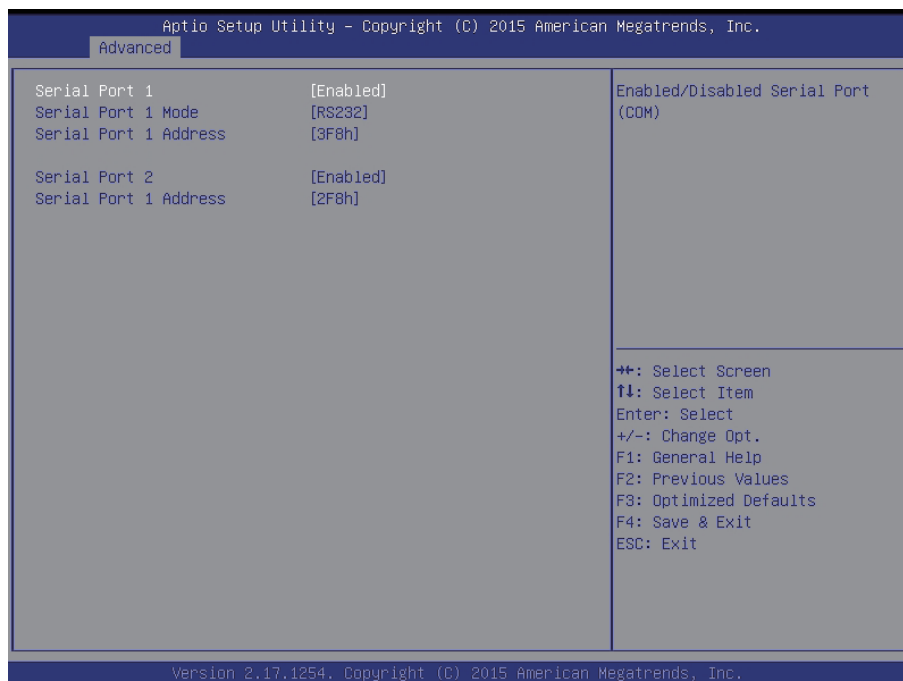 Aptio Setup Utility – Copyright (C) 2015 American Megatrends, Inc.
Advanced
Serial Port 1 [Enabled]
Serial Port 1 Mode [RS232]
Serial Port 1 Address [3F8h]
Serial Port 2 [Enabled]
Serial Port 1 Address [2F8h]
Enabled/Disabled Serial Port
(COM)
→←: Select Screen
↑↓: Select Item
Enter: Select
+/-: Change Opt.
F1: General Help
F2: Previous Values
F3: Optimized Defaults
F4: Save & Exit
ESC: Exit
Version 2.17.1254. Copyright (C) 2015 American Megatrends, Inc.